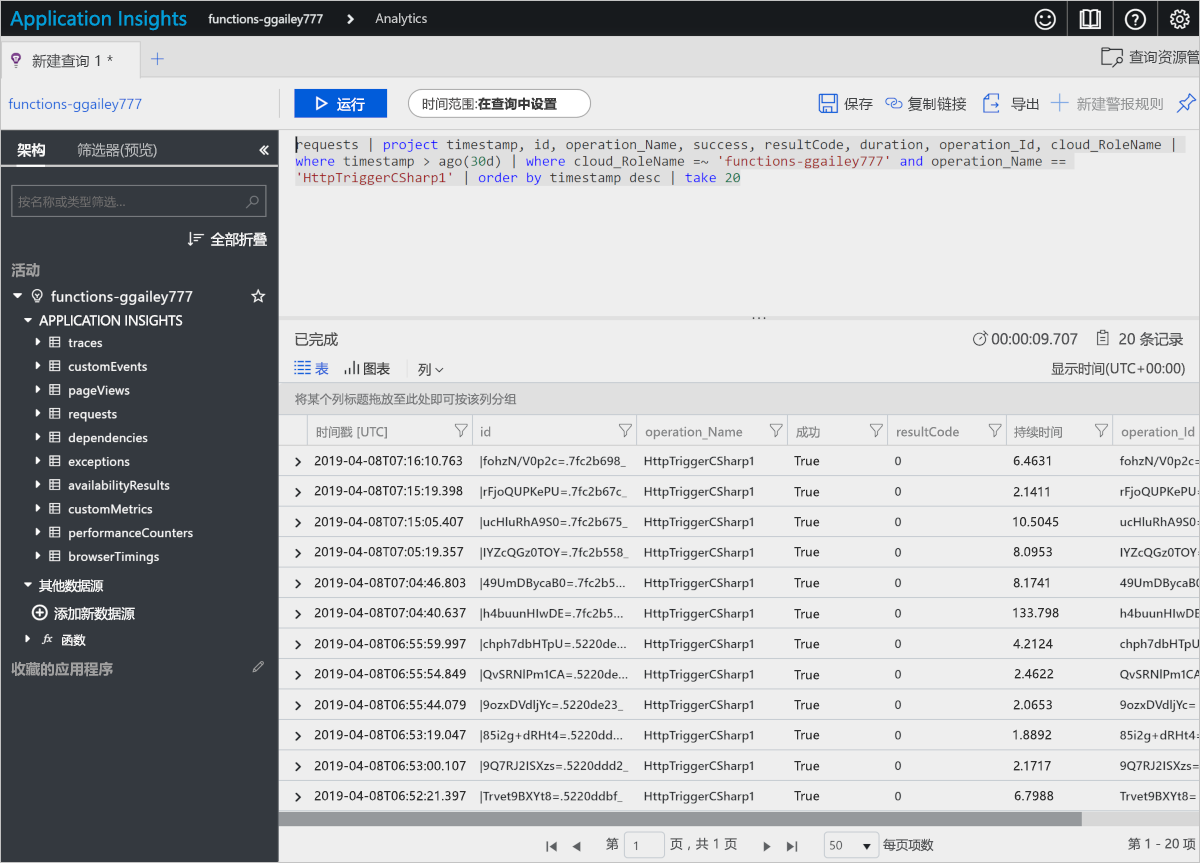 Application Insights functions-ggailey777 Analytics
新建查询 1 *
查询资源管
functions-ggailey777
运行
时间范围:在查询中设置
保存 复制链接 导出 新建警报规则
架构 筛选器(预览)
按名称或类型筛选...
全部折叠
活动
functions-ggailey777
APPLICATION INSIGHTS
traces
customEvents
pageViews
requests
dependencies
exceptions
availabilityResults
customMetrics
performanceCounters
browserTimings
其他数据源
添加新数据源
fx 函数
收藏的应用程序
requests | project timestamp, id, operation_Name, success, resultCode, duration, operation_Id, cloud_RoleName |
where timestamp > ago(30d) | where cloud_RoleName =~ 'functions-ggailey777' and operation_Name ==
'HttpTriggerCSharp1' | order by timestamp desc | take 20
已完成 00:00:09.707 20 条记录
表 图表 列 显示时间(UTC+00:00)
将某个列标题拖放至此处即可按该列分组
时间戳 [UTC] id operation_Name 成功 resultCode 持续时间 operation_Id
2019-04-08T07:16:10.763 |fohzN/V0p2c=.7fc2b698_ HttpTriggerCSharp1 True 0 6.4631 fohzN/V0p2c=
2019-04-08T07:15:19.398 |rFjoQUPKePU=.7fc2b67c_ HttpTriggerCSharp1 True 0 2.1411 rFjoQUPKePU=
2019-04-08T07:15:05.407 |ucHluRhA9S0=.7fc2b675_ HttpTriggerCSharp1 True 0 10.5045 ucHluRhA9S0=
2019-04-08T07:05:19.357 |IYZcQGz0TOY=.7fc2b558_ HttpTriggerCSharp1 True 0 8.0953 IYZcQGz0TOY=
2019-04-08T07:04:46.803 |49UmDBycaB0=.7fc2b5... HttpTriggerCSharp1 True 0 8.1741 49UmDBycaB0=
2019-04-08T07:04:40.637 |h4buunHIwDE=.7fc2b5... HttpTriggerCSharp1 True 0 133.798 h4buunHIwDE=
2019-04-08T06:55:59.997 |chph7dbHTpU=.5220de... HttpTriggerCSharp1 True 0 4.2124 chph7dbHTpU=
2019-04-08T06:55:54.849 |QvSRNlPm1CA=.5220de... HttpTriggerCSharp1 True 0 2.4622 QvSRNlPm1CA=
2019-04-08T06:55:44.079 |9ozxDVdljYc=.5220de23_ HttpTriggerCSharp1 True 0 2.0653 9ozxDVdljYc=
2019-04-08T06:53:19.047 |85i2g+dRHt4=.5220dd... HttpTriggerCSharp1 True 0 1.8892 85i2g+dRHt4=
2019-04-08T06:53:00.107 |9Q7RJ2ISXzs=.5220ddd2_ HttpTriggerCSharp1 True 0 2.1717 9Q7RJ2ISXzs=
2019-04-08T06:52:21.397 |Trvet9BXYt8=.5220ddbf_ HttpTriggerCSharp1 True 0 6.7988 Trvet9BXYt8=
第 1 页 , 共 1 页 50 每页项数 第 1 - 20 项